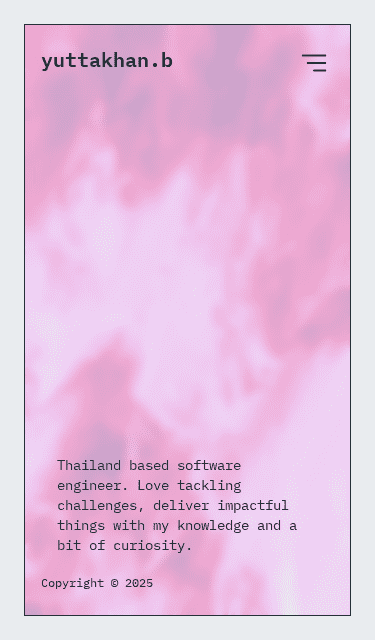 yuttakhan.b
Thailand based software
engineer. Love tackling
challenges, deliver impactful
things with my knowledge and a
bit of curiosity.
Copyright © 2025